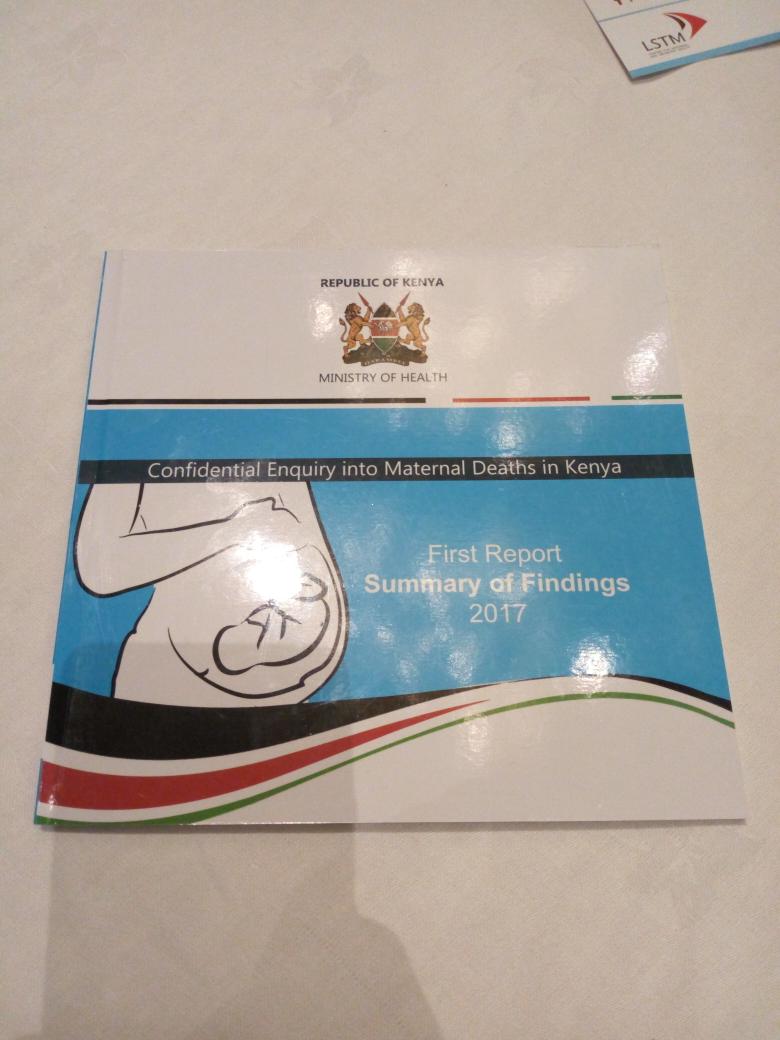 LSTM
REPUBLIC OF KENYA
HARAMBEE
MINISTRY OF HEALTH
Confidential Enquiry into Maternal Deaths in Kenya
First Report
Summary of Findings
2017